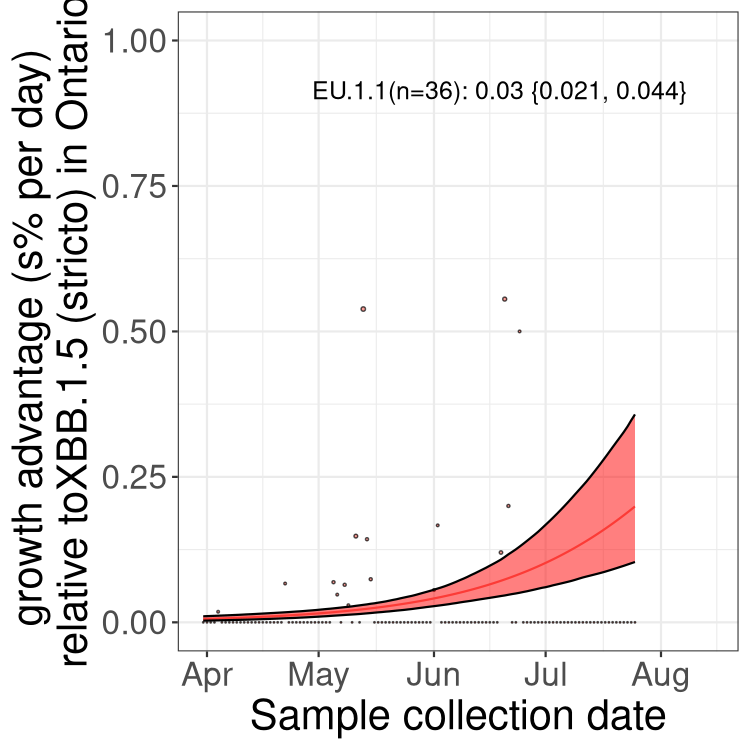 growth advantage (s% per day)
relative toXBB.1.5 (stricto) in Ontario
1.00
0.75
0.50
0.25
0.00
EU.1.1(n=36): 0.03 {0.021, 0.044}
Apr May Jun Jul Aug
Sample collection date